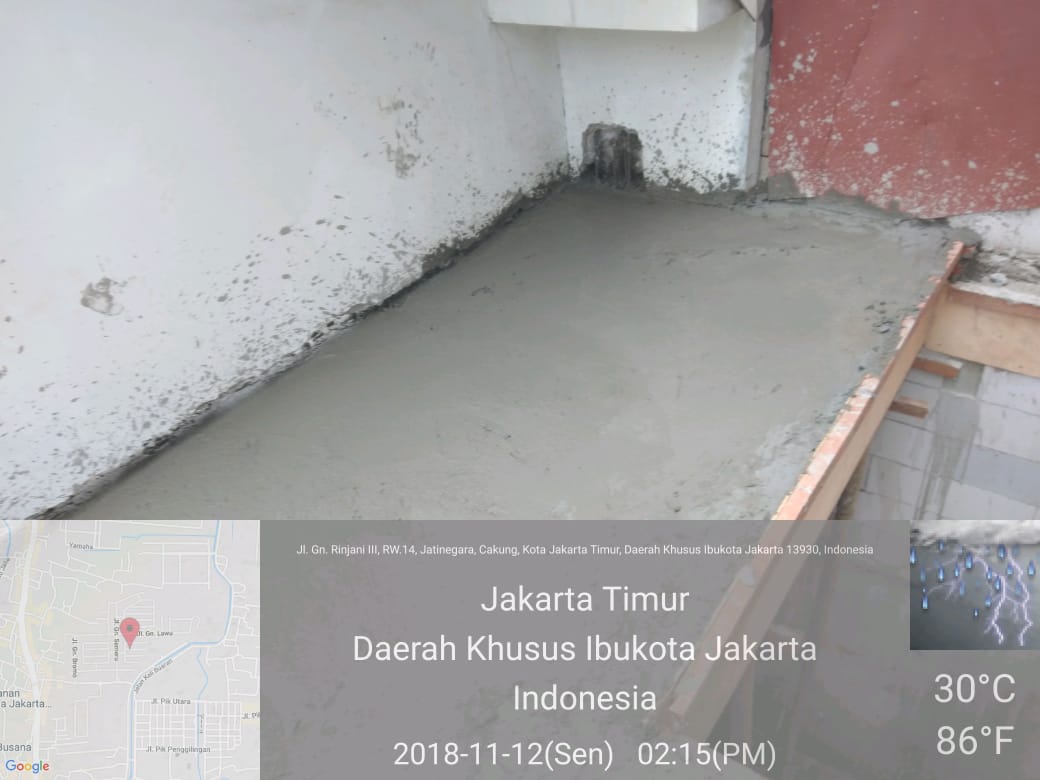 Jl. Gn. Rinjani III, RW.14, Jatinegara, Cakung, Kota Jakarta Timur, Daerah Khusus Ibukota Jakarta 13930, Indonesia
Jakarta Timur
Daerah Khusus Ibukota Jakarta
Indonesia
2018-11-12(Sen) 02:15(PM)
30°C
86°F
Yamaha
Jl. Gn. Lawu
Jl. Gn. Semeru
Jl. Gn. Bromo
Jalan Kali Buaran
anan
a Jakarta...
Jl. Pik Utara
Jl. Pik
Busana
Jl. Pik Penggilingan
Google